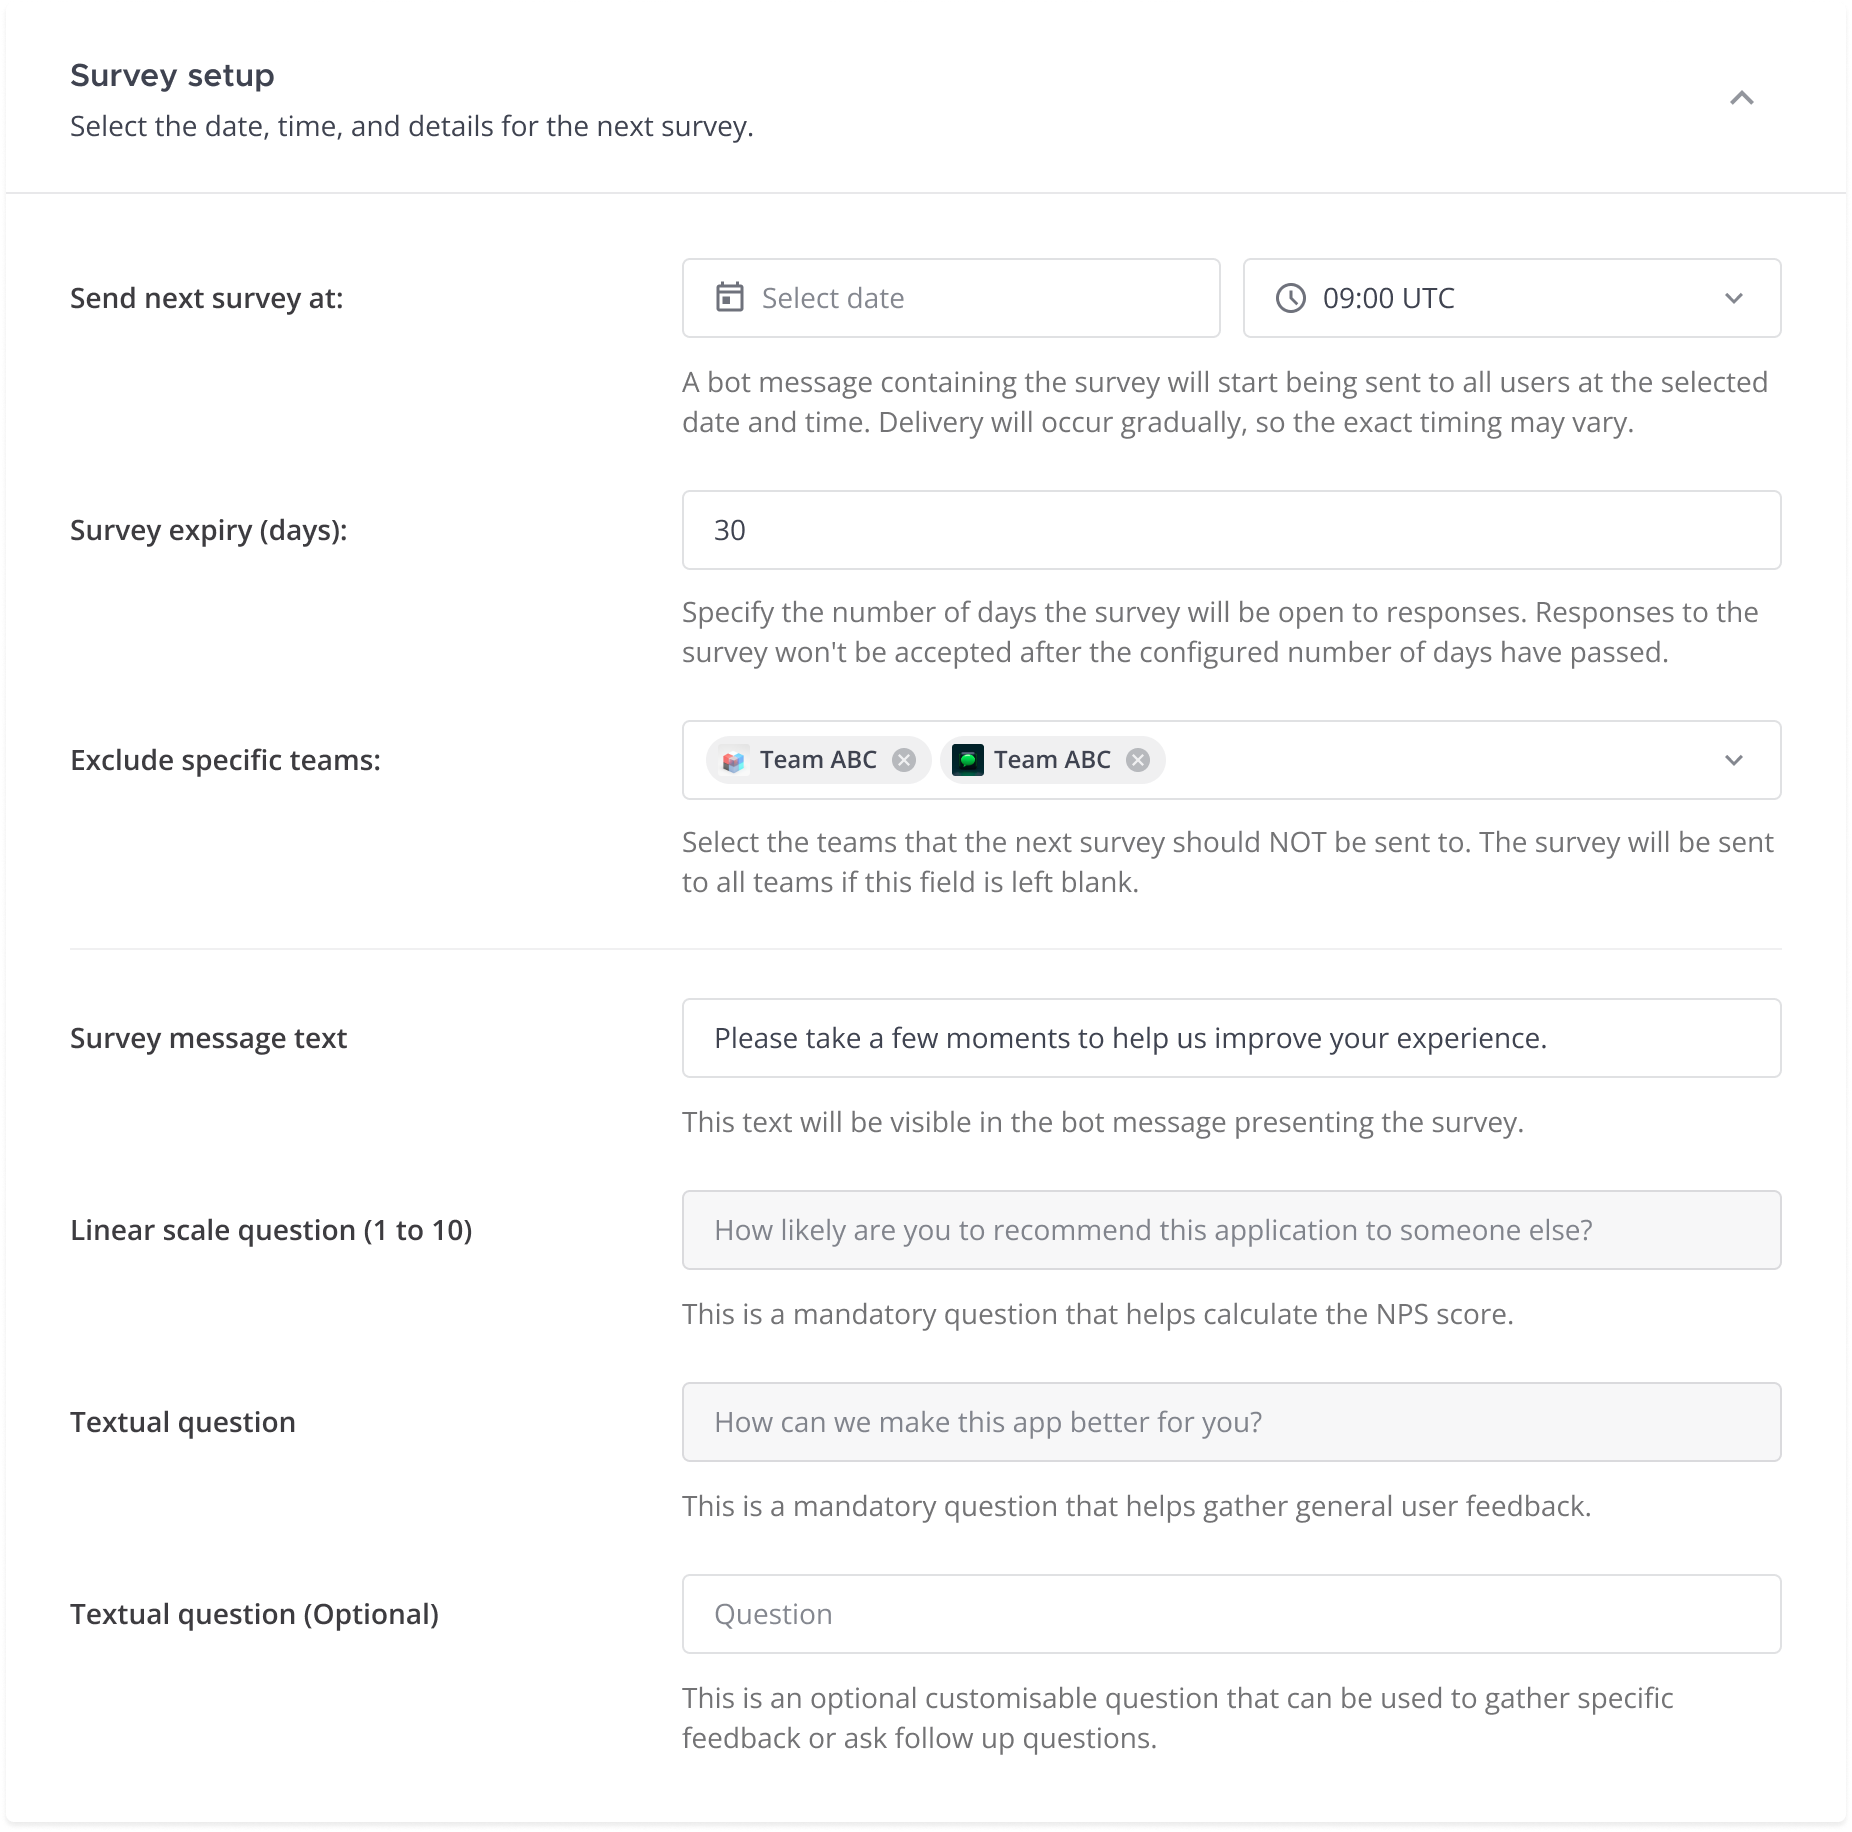 Survey setup
Select the date, time, and details for the next survey.
Send next survey at:
Select date
09:00 UTC
A bot message containing the survey will start being sent to all users at the selected
date and time. Delivery will occur gradually, so the exact timing may vary.
Survey expiry (days):
30
Specify the number of days the survey will be open to responses. Responses to the
survey won't be accepted after the configured number of days have passed.
Exclude specific teams:
Team ABC
Team ABC
Select the teams that the next survey should NOT be sent to. The survey will be sent
to all teams if this field is left blank.
Survey message text
Please take a few moments to help us improve your experience.
This text will be visible in the bot message presenting the survey.
Linear scale question (1 to 10)
How likely are you to recommend this application to someone else?
This is a mandatory question that helps calculate the NPS score.
Textual question
How can we make this app better for you?
This is a mandatory question that helps gather general user feedback.
Textual question (Optional)
Question
This is an optional customisable question that can be used to gather specific
feedback or ask follow up questions.